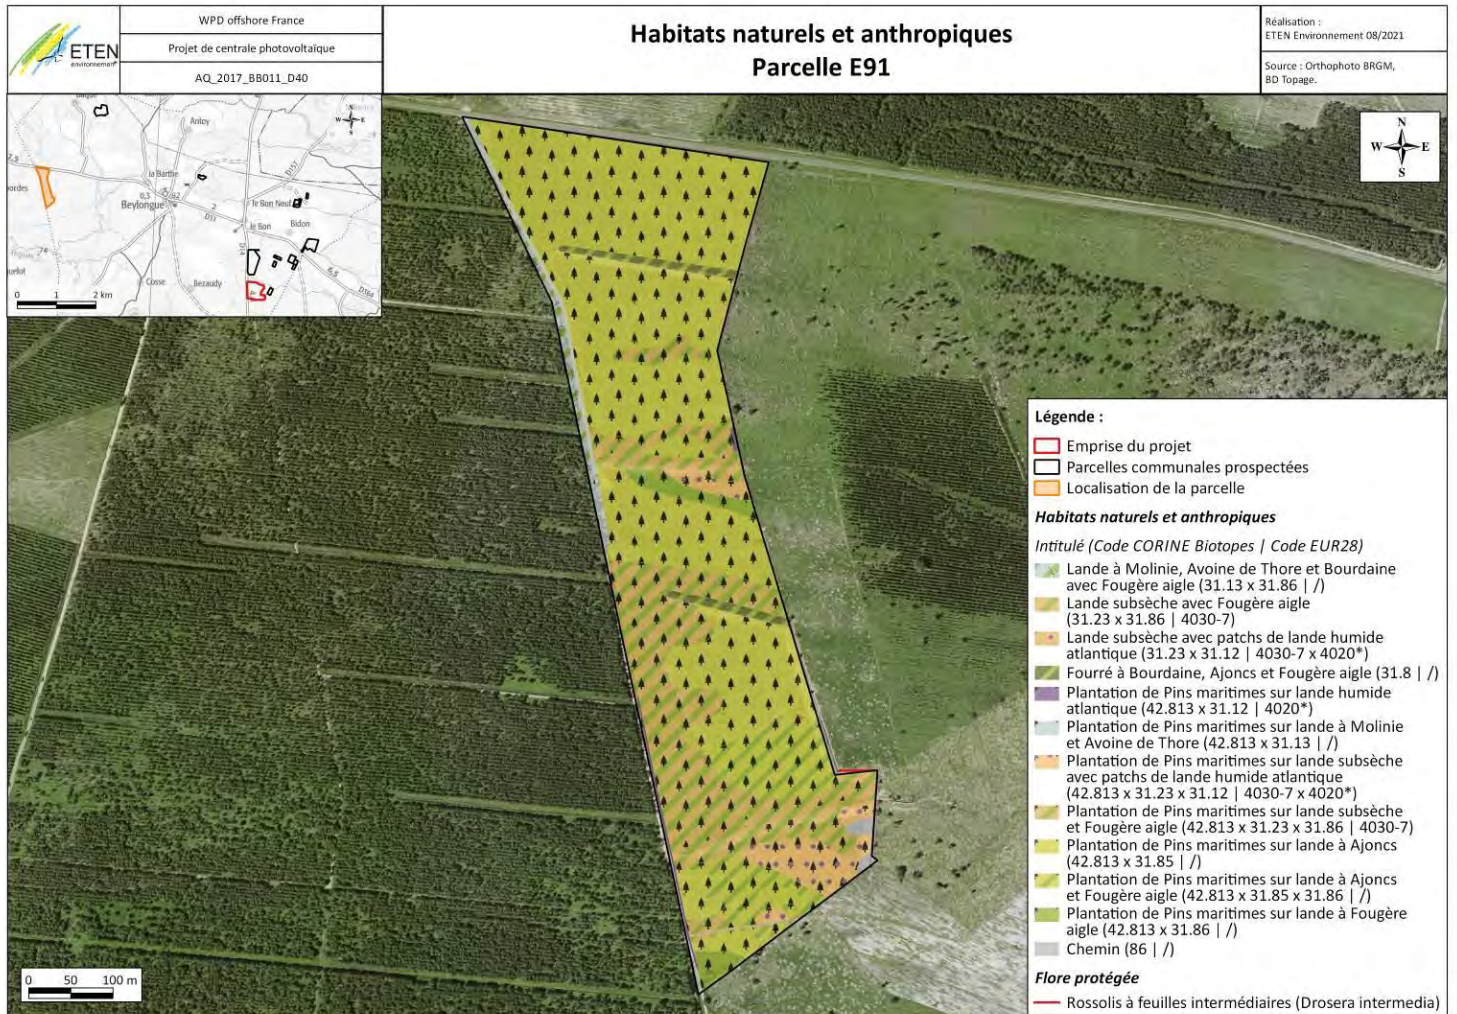 ETEN
environnement
WPD offshore France
Projet de centrale photovoltaïque
AQ_2017_BB011_D40
Habitats naturels et anthropiques
Parcelle E91
Réalisation :
ETEN Environnement 08/2021
Source : Orthophoto BRGM,
BD Topage.
Antoy
la Barthe
Beylongue
le Bon Neuf
Bidon
le Bon
Cosse
Bezaudy
D157
D33
D14
0 1 2 km
N
W E
S
Légende :
Emprise du projet
Parcelles communales prospectées
Localisation de la parcelle
Habitats naturels et anthropiques
Intitulé (Code CORINE Biotopes | Code EUR28)
Lande à Molinie, Avoine de Thore et Bourdaine
avec Fougère aigle (31.13 x 31.86 | /)
Lande subsèche avec Fougère aigle
(31.23 x 31.86 | 4030-7)
Lande subsèche avec patchs de lande humide
atlantique (31.23 x 31.12 | 4030-7 x 4020*)
Fourré à Bourdaine, Ajoncs et Fougère aigle (31.8 | /)
Plantation de Pins maritimes sur lande humide
atlantique (42.813 x 31.12 | 4020*)
Plantation de Pins maritimes sur lande à Molinie
et Avoine de Thore (42.813 x 31.13 | /)
Plantation de Pins maritimes sur lande subsèche
avec patchs de lande humide atlantique
(42.813 x 31.23 x 31.12 | 4030-7 x 4020*)
Plantation de Pins maritimes sur lande subsèche
et Fougère aigle (42.813 x 31.23 x 31.86 | 4030-7)
Plantation de Pins maritimes sur lande à Ajoncs
(42.813 x 31.85 | /)
Plantation de Pins maritimes sur lande à Ajoncs
et Fougère aigle (42.813 x 31.85 x 31.86 | /)
Plantation de Pins maritimes sur lande à Fougère
aigle (42.813 x 31.86 | /)
Chemin (86 | /)
Flore protégée
Rossolis à feuilles intermédiaires (Drosera intermedia)
0 50 100 m